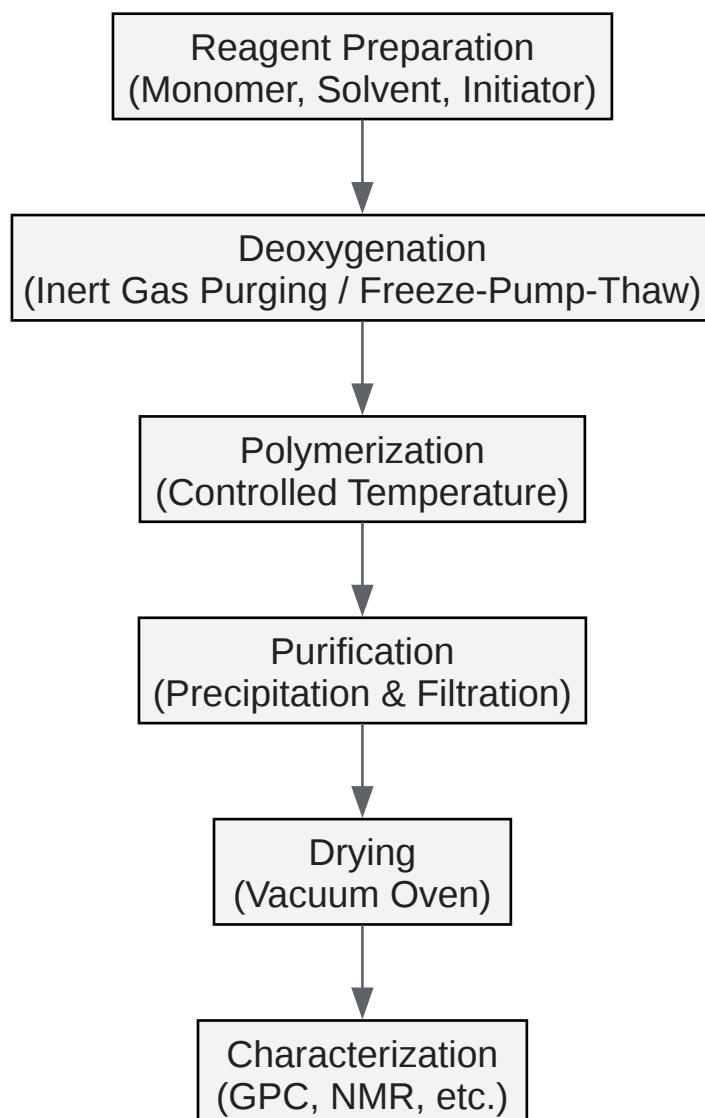 Reagent Preparation
(Monomer, Solvent, Initiator)
Deoxygenation
(Inert Gas Purging / Freeze-Pump-Thaw)
Polymerization
(Controlled Temperature)
Purification
(Precipitation & Filtration)
Drying
(Vacuum Oven)
Characterization
(GPC, NMR, etc.)